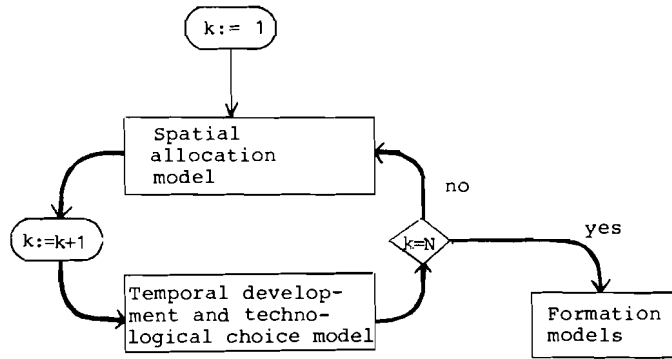 k:= 1
Spatial
allocation
model
no
k:=k+1
k=N
yes
Temporal develop-
ment and techno-
logical choice model
Formation
models